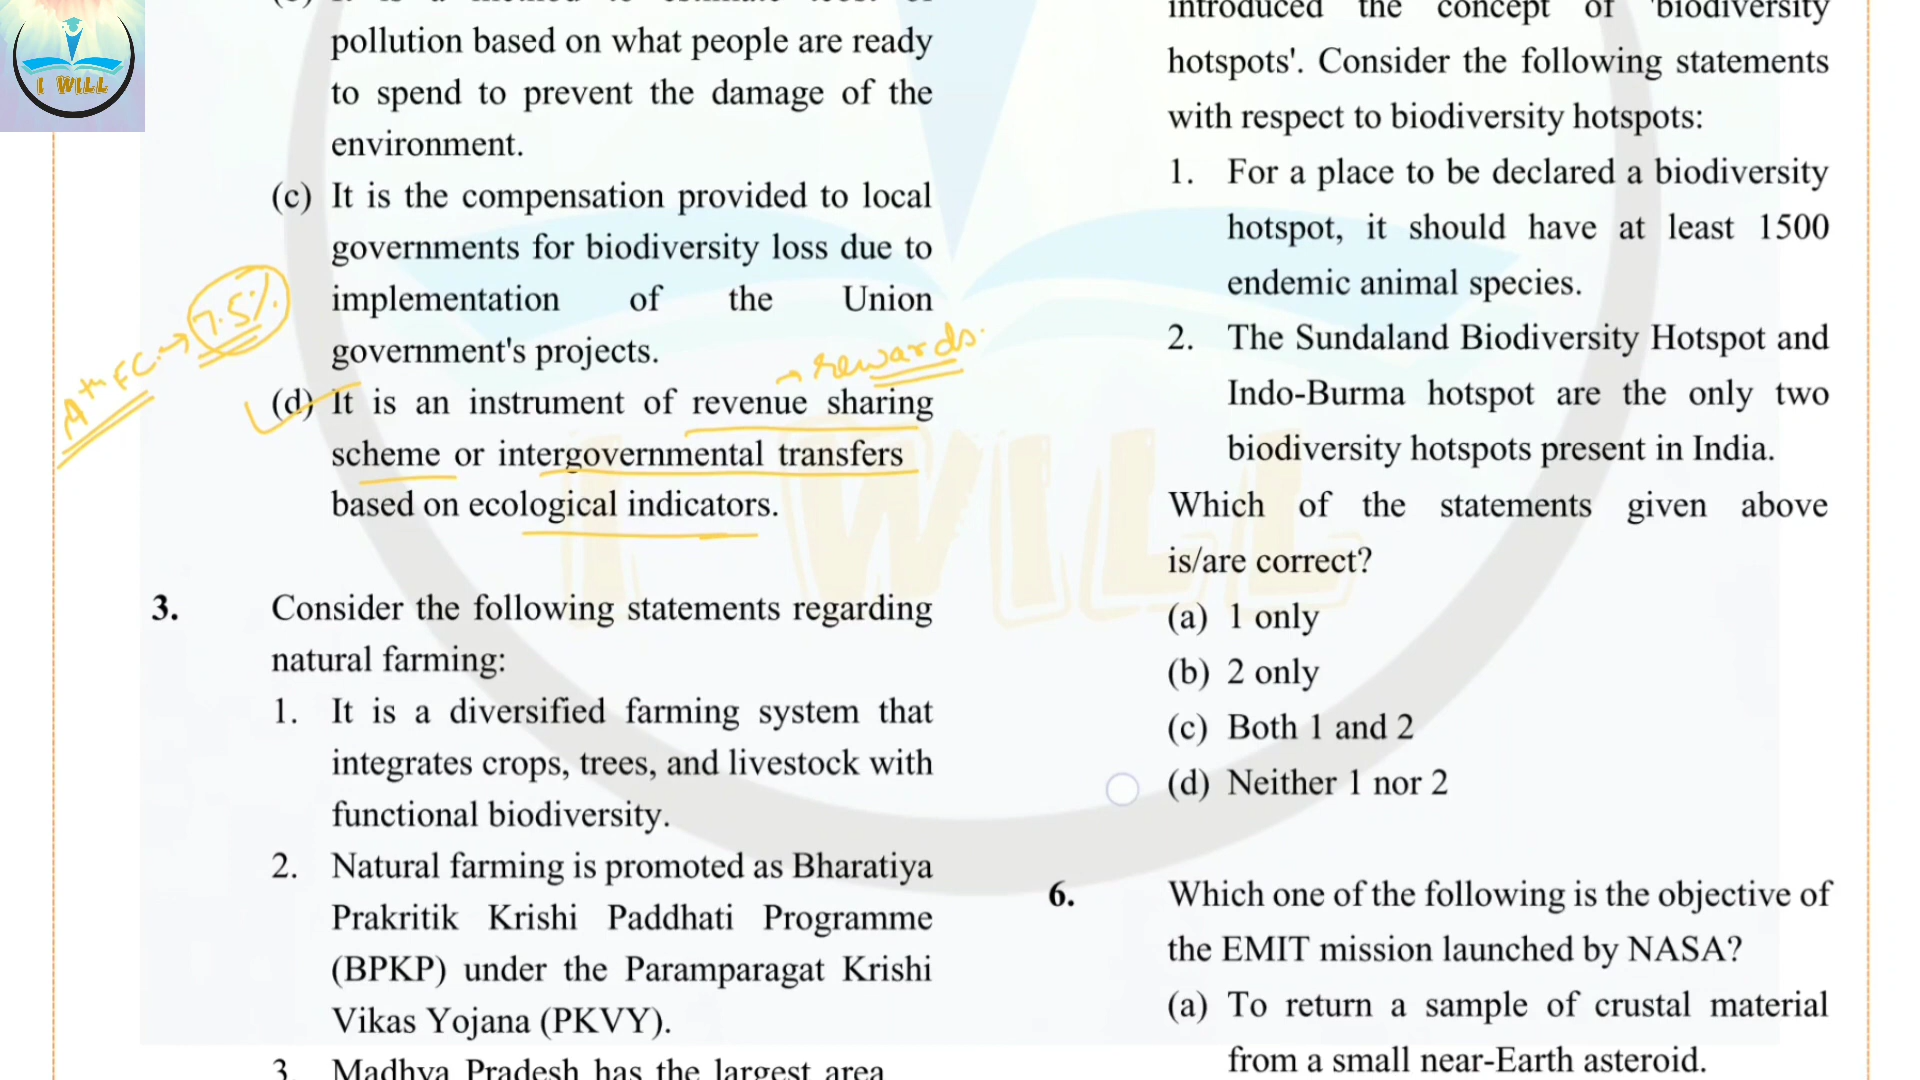 I WILL
pollution based on what people are ready
to spend to prevent the damage of the
environment.
(c) It is the compensation provided to local
governments for biodiversity loss due to
implementation of the Union
government's projects.
7.5%
→ rewards.
(d) It is an instrument of revenue sharing
scheme or intergovernmental transfers
based on ecological indicators.
3. Consider the following statements regarding
natural farming:
1. It is a diversified farming system that
integrates crops, trees, and livestock with
functional biodiversity.
2. Natural farming is promoted as Bharatiya
Prakritik Krishi Paddhati Programme
(BPKP) under the Paramparagat Krishi
Vikas Yojana (PKVY).
3. Madhya Pradesh has the largest area
introduced the concept of 'biodiversity
hotspots'. Consider the following statements
with respect to biodiversity hotspots:
1. For a place to be declared a biodiversity
hotspot, it should have at least 1500
endemic animal species.
2. The Sundaland Biodiversity Hotspot and
Indo-Burma hotspot are the only two
biodiversity hotspots present in India.
Which of the statements given above
is/are correct?
(a) 1 only
(b) 2 only
(c) Both 1 and 2
(d) Neither 1 nor 2
6. Which one of the following is the objective of
the EMIT mission launched by NASA?
(a) To return a sample of crustal material
from a small near-Earth asteroid.
I WILL